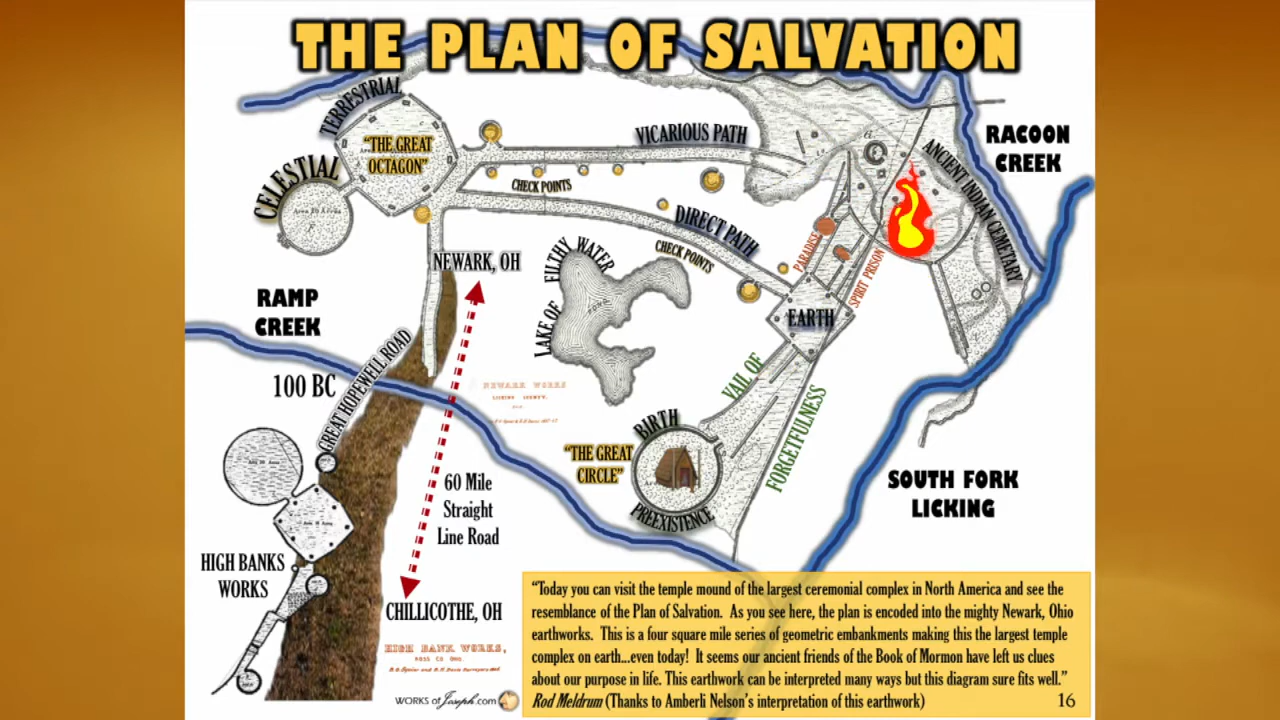 THE PLAN OF SALVATION
TERRESTRIAL
"THE GREAT
OCTAGON"
CELESTIAL
Area 20 Acres
VICARIOUS PATH
CHECK POINTS
RACOON
CREEK
ANCIENT INDIAN CEMETARY
DIRECT PATH
CHECK POINTS
PARADISE
SPIRIT PRISON
EARTH
NEWARK, OH
LAKE OF FILTHY WATER
RAMP
CREEK
100 BC
GREAT HOPEWELL ROAD
NEWARK WORKS
LICKING COUNTY,
VAIL OF
FORGETFULNESS
BIRTH
"THE GREAT
CIRCLE"
PREEXISTENCE
60 Mile
Straight
Line Road
SOUTH FORK
LICKING
HIGH BANKS
WORKS
CHILLICOTHE, OH
HIGH BANK WORKS,
ROSS CO. OHIO.
WORKS of Joseph.com
"Today you can visit the temple mound of the largest ceremonial complex in North America and see the
resemblance of the Plan of Salvation. As you see here, the plan is encoded into the mighty Newark, Ohio
earthworks. This is a four square mile series of geometric embankments making this the largest temple
complex on earth...even today! It seems our ancient friends of the Book of Mormon have left us clues
about our purpose in life. This earthwork can be interpreted many ways but this diagram sure fits well."
Rod Meldrum (Thanks to Amberli Nelson's interpretation of this earthwork)
16